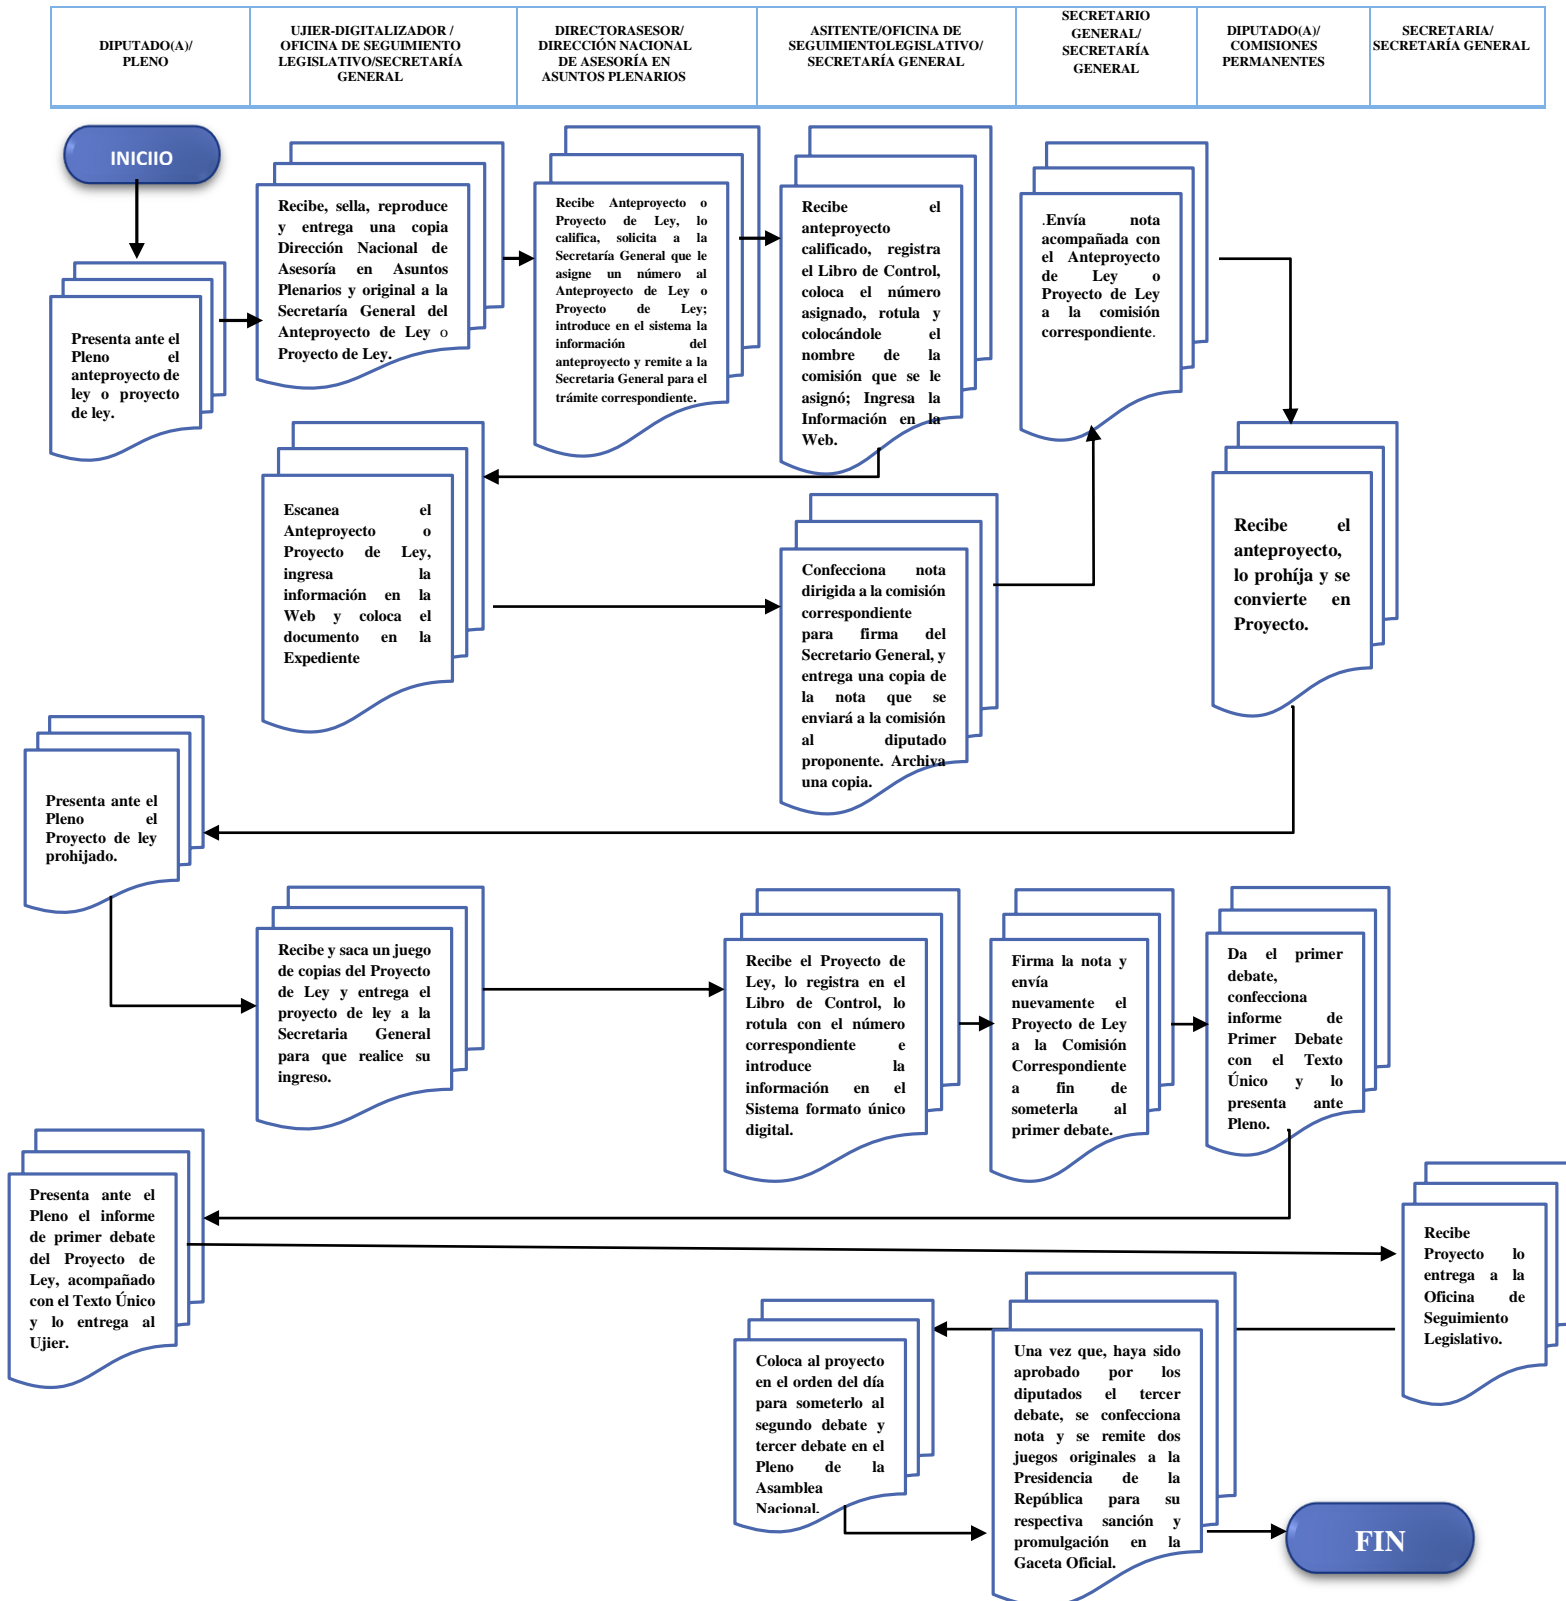 DIPUTADO(A)/
PLENO
UJIER-DIGITALIZADOR /
OFICINA DE SEGUIMIENTO
LEGISLATIVO/SECRETARÍA
GENERAL
DIRECTORASESOR/
DIRECCIÓN NACIONAL
DE ASESORÍA EN
ASUNTOS PLENARIOS
ASITENTE/OFICINA DE
SEGUIMIENTOLEGISLATIVO/
SECRETARÍA GENERAL
SECRETARIO
GENERAL/
SECRETARÍA
GENERAL
DIPUTADO(A)/
COMISIONES
PERMANENTES
SECRETARIA/
SECRETARÍA GENERAL
INICIIO
Presenta ante el
Pleno el
anteproyecto de
ley o proyecto
de ley.
Recibe, sella, reproduce
y entrega una copia
Dirección Nacional de
Asesoría en Asuntos
Plenarios y original a la
Secretaría General del
Anteproyecto de Ley o
Proyecto de Ley.
Recibe Anteproyecto o
Proyecto de Ley, lo
califica, solicita a la
Secretaría General que le
asigne un número al
Anteproyecto de Ley o
Proyecto de Ley;
introduce en el sistema la
información del
anteproyecto y remite a la
Secretaria General para el
trámite correspondiente.
Recibe el
anteproyecto
calificado, registra
el Libro de Control,
coloca el número
asignado, rotula y
colocándole el
nombre de la
comisión que se le
asignó; Ingresa la
Información en la
Web.
.Envía nota
acompañada con
el Anteproyecto
de Ley o
Proyecto de Ley
a la comisión
correspondiente.
Escanea el
Anteproyecto o
Proyecto de Ley,
ingresa la
información en la
Web y coloca el
documento en la
Expediente
Confecciona nota
dirigida a la comisión
correspondiente
para firma del
Secretario General, y
entrega una copia de
la nota que se
enviará a la comisión
al diputado
proponente. Archiva
una copia.
Recibe el
anteproyecto,
lo prohíja y se
convierte en
Proyecto.
Presenta ante el
Pleno el
Proyecto de ley
prohijado.
Recibe y saca un juego
de copias del Proyecto
de Ley y entrega el
proyecto de ley a la
Secretaria General
para que realice su
ingreso.
Recibe el Proyecto de
Ley, lo registra en el
Libro de Control, lo
rotula con el número
correspondiente e
introduce la
información en el
Sistema formato único
digital.
Firma la nota y
envía
nuevamente el
Proyecto de Ley
a la Comisión
Correspondiente
a fin de
someterla al
primer debate.
Da el primer
debate,
confecciona
informe de
Primer Debate
con el Texto
Único y lo
presenta ante
Pleno.
Presenta ante el
Pleno el informe
de primer debate
del Proyecto de
Ley, acompañado
con el Texto Único
y lo entrega al
Ujier.
Recibe
Proyecto lo
entrega a la
Oficina de
Seguimiento
Legislativo.
Coloca al proyecto
en el orden del día
para someterlo al
segundo debate y
tercer debate en el
Pleno de la
Asamblea
Nacional.
Una vez que, haya sido
aprobado por los
diputados el tercer
debate, se confecciona
nota y se remite dos
juegos originales a la
Presidencia de la
República para su
respectiva sanción y
promulgación en la
Gaceta Oficial.
FIN